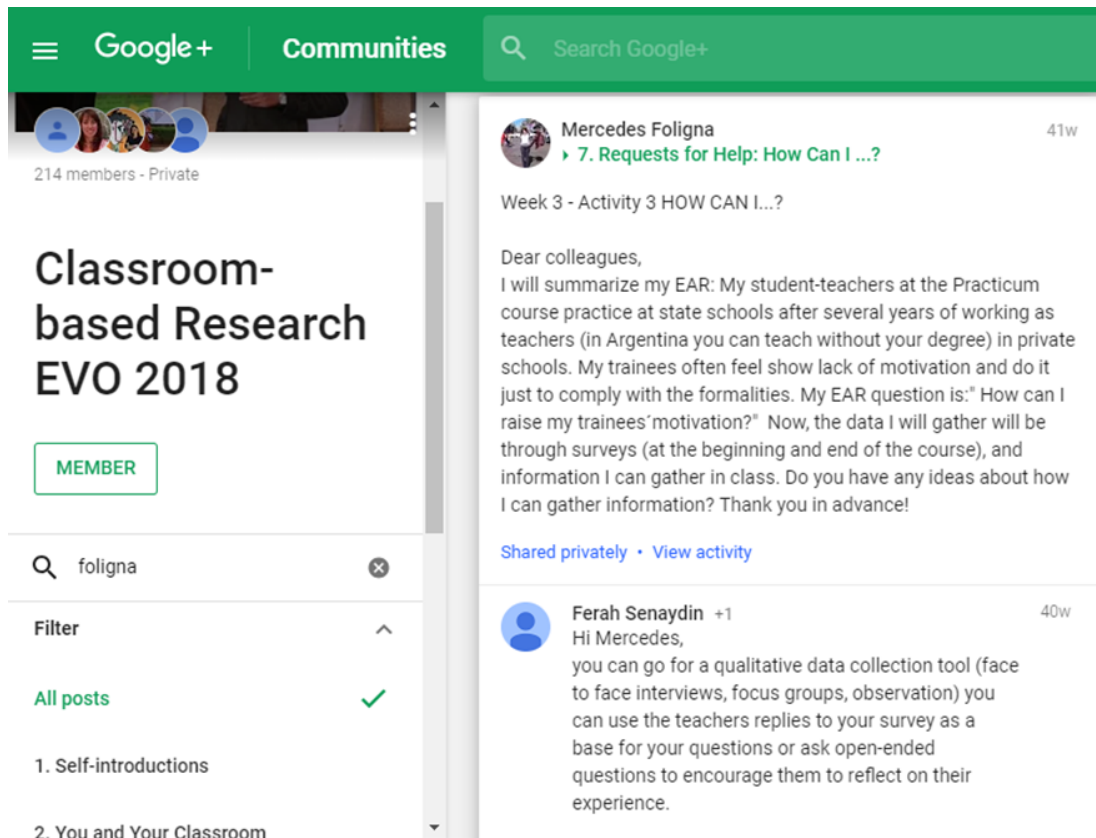 Google+
Communities
Search Google+
214 members - Private
Classroom-
based Research
EVO 2018
MEMBER
foligna
Filter
All posts
1. Self-introductions
2. You and Your Classroom
Mercedes Foligna
41w
7. Requests for Help: How Can I ...?
Week 3 - Activity 3 HOW CAN I...?
Dear colleagues,
I will summarize my EAR: My student-teachers at the Practicum
course practice at state schools after several years of working as
teachers (in Argentina you can teach without your degree) in private
schools. My trainees often feel show lack of motivation and do it
just to comply with the formalities. My EAR question is:" How can I
raise my trainees´motivation?" Now, the data I will gather will be
through surveys (at the beginning and end of the course), and
information I can gather in class. Do you have any ideas about how
I can gather information? Thank you in advance!
Shared privately • View activity
Ferah Senaydin +1
40w
Hi Mercedes,
you can go for a qualitative data collection tool (face
to face interviews, focus groups, observation) you
can use the teachers replies to your survey as a
base for your questions or ask open-ended
questions to encourage them to reflect on their
experience.